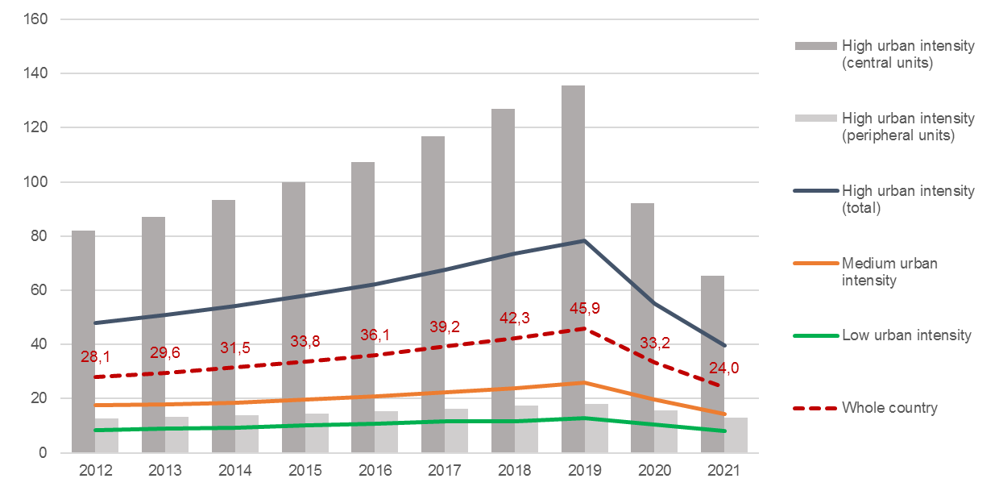 160
140
120
100
80
60
40
20
0
28,1
29,6
31,5
33,8
36,1
39,2
42,3
45,9
33,2
24,0
2012
2013
2014
2015
2016
2017
2018
2019
2020
2021
High urban intensity
(central units)
High urban intensity
(peripheral units)
High urban intensity
(total)
Medium urban
intensity
Low urban intensity
Whole country